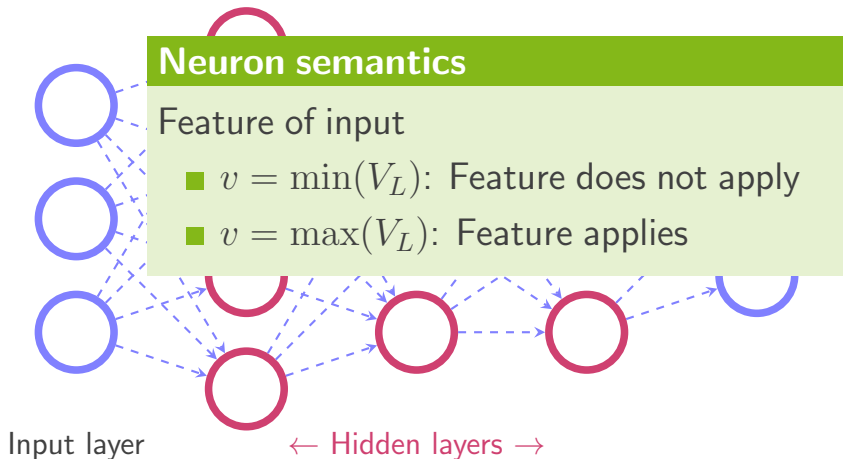 Neuron semantics
Feature of input
v = min(V_L): Feature does not apply
v = max(V_L): Feature applies
Input layer
← Hidden layers →